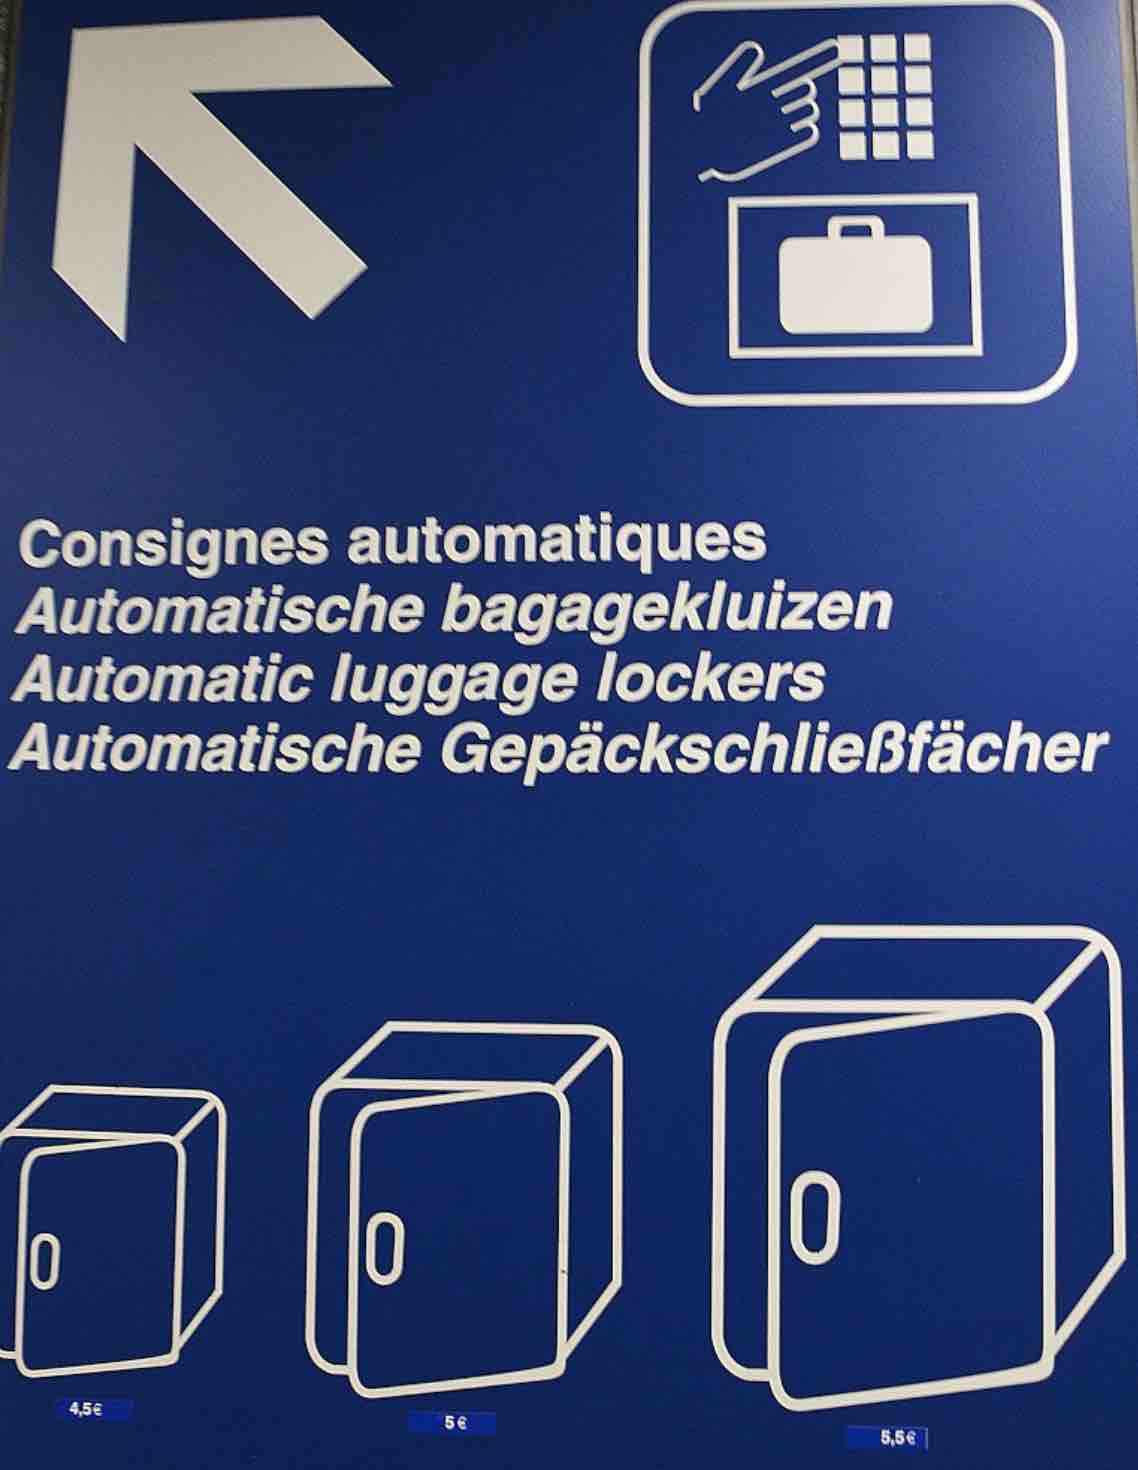 Consignes automatiques
Automatische bagagekluizen
Automatic luggage lockers
Automatische Gepäckschließfächer
4,5€
5€
5,5€